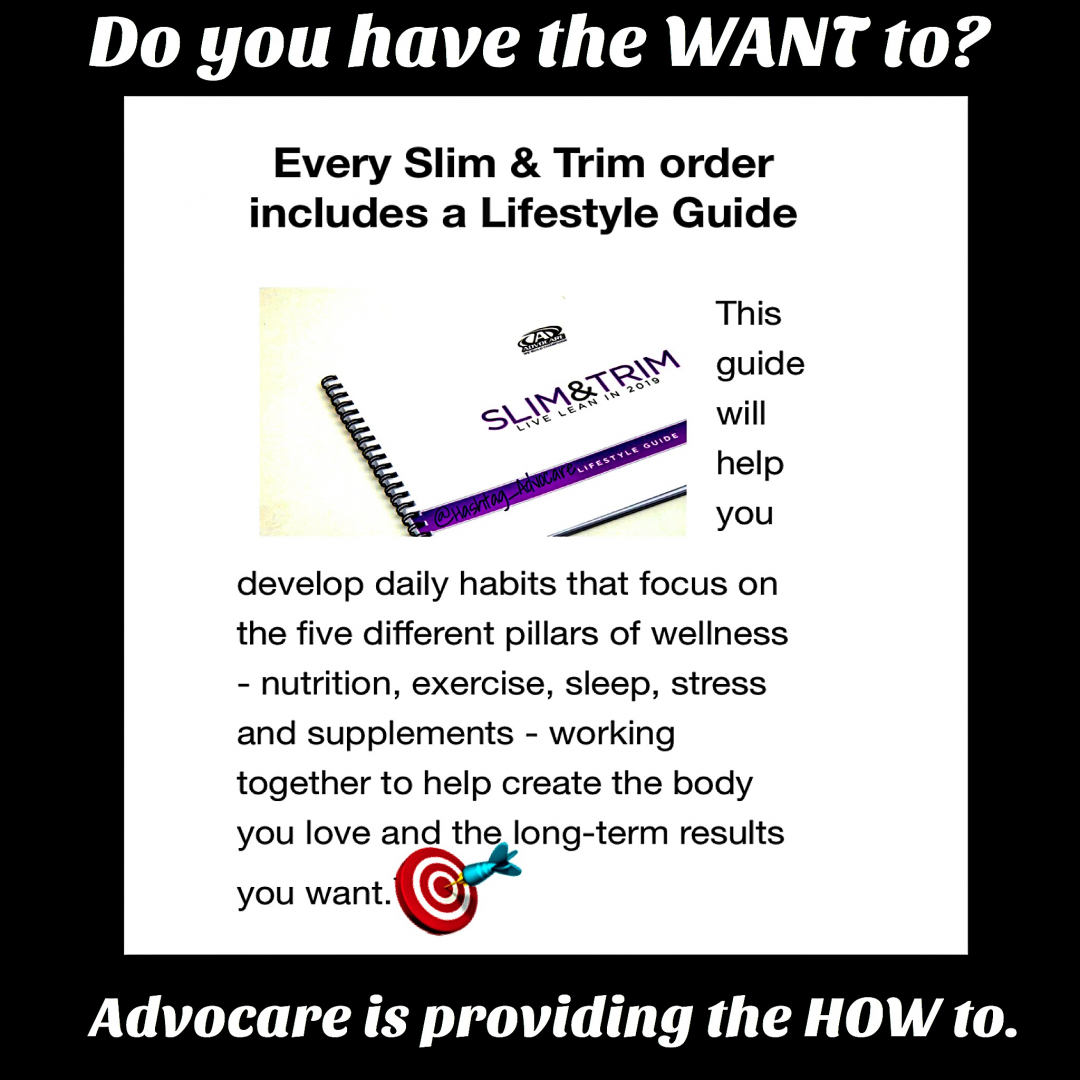 Do you have the WANT to?
Every Slim & Trim order
includes a Lifestyle Guide
ADVOCARE
SLIM&TRIM
LIVE LEAN IN 2019
LIFESTYLE GUIDE
@Hashtag_Advocare
This
guide
will
help
you
develop daily habits that focus on
the five different pillars of wellness
- nutrition, exercise, sleep, stress
and supplements - working
together to help create the body
you love and the long-term results
you want.
Advocare is providing the HOW to.